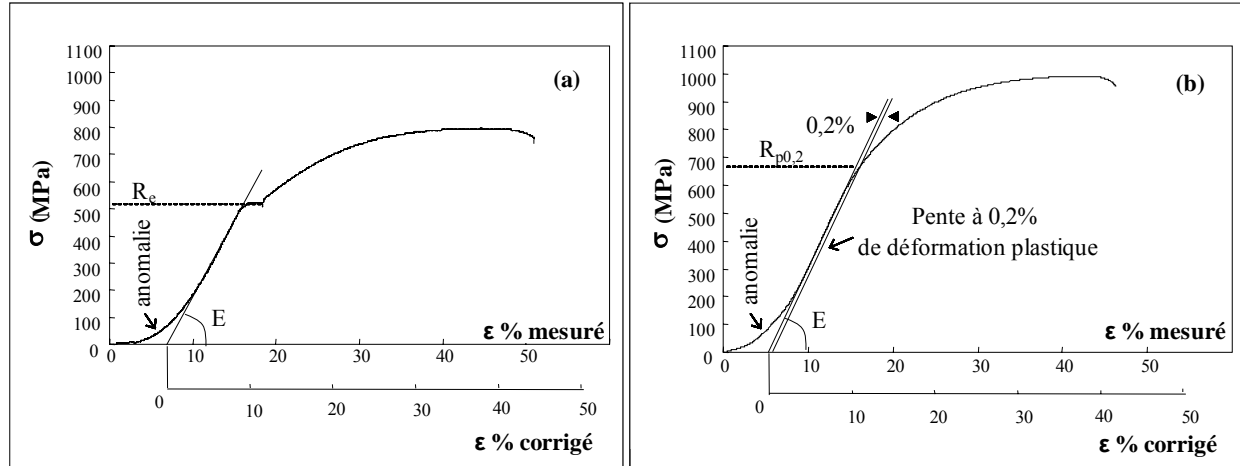 (a)
1100
1000
900
800
700
600
500
400
300
200
100
0
σ (MPa)
R_e
anomalie
E
ε % mesuré
0 10 20 30 40 50
0 10 20 30 40 50
ε % corrigé
(b)
1100
1000
900
800
700
600
500
400
300
200
100
0
σ (MPa)
0,2%
R_p0,2
Pente à 0,2%
de déformation plastique
anomalie
E
ε % mesuré
0 10 20 30 40 50
0 10 20 30 40 50
ε % corrigé